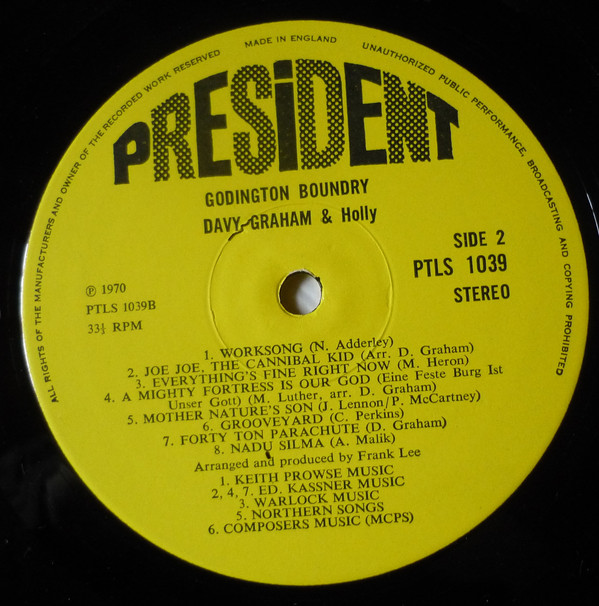 ALL RIGHTS OF THE MANUFACTURERS AND OWNER OF THE RECORDED WORK RESERVED MADE IN ENGLAND UNAUTHORIZED PUBLIC PERFORMANCE, BROADCASTING AND COPYING PROHIBITED
PRESiDENT
GODINGTON BOUNDRY
DAVY GRAHAM & Holly
SIDE 2
PTLS 1039
STEREO
℗ 1970
PTLS 1039B
33⅓ RPM
1. WORKSONG (N. Adderley)
2. JOE JOE, THE CANNIBAL KID (Arr. D. Graham)
3. EVERYTHING'S FINE RIGHT NOW (M. Heron)
4. A MIGHTY FORTRESS IS OUR GOD (Eine Feste Burg Ist
Unser Gott) (M. Luther, arr. D. Graham)
5. MOTHER NATURE'S SON (J. Lennon/P. McCartney)
6. GROOVEYARD (C. Perkins)
7. FORTY TON PARACHUTE (D. Graham)
8. NADU SILMA (A. Malik)
Arranged and produced by Frank Lee
1. KEITH PROWSE MUSIC
2, 4, 7. ED. KASSNER MUSIC
3. WARLOCK MUSIC
5. NORTHERN SONGS
6. COMPOSERS MUSIC (MCPS)